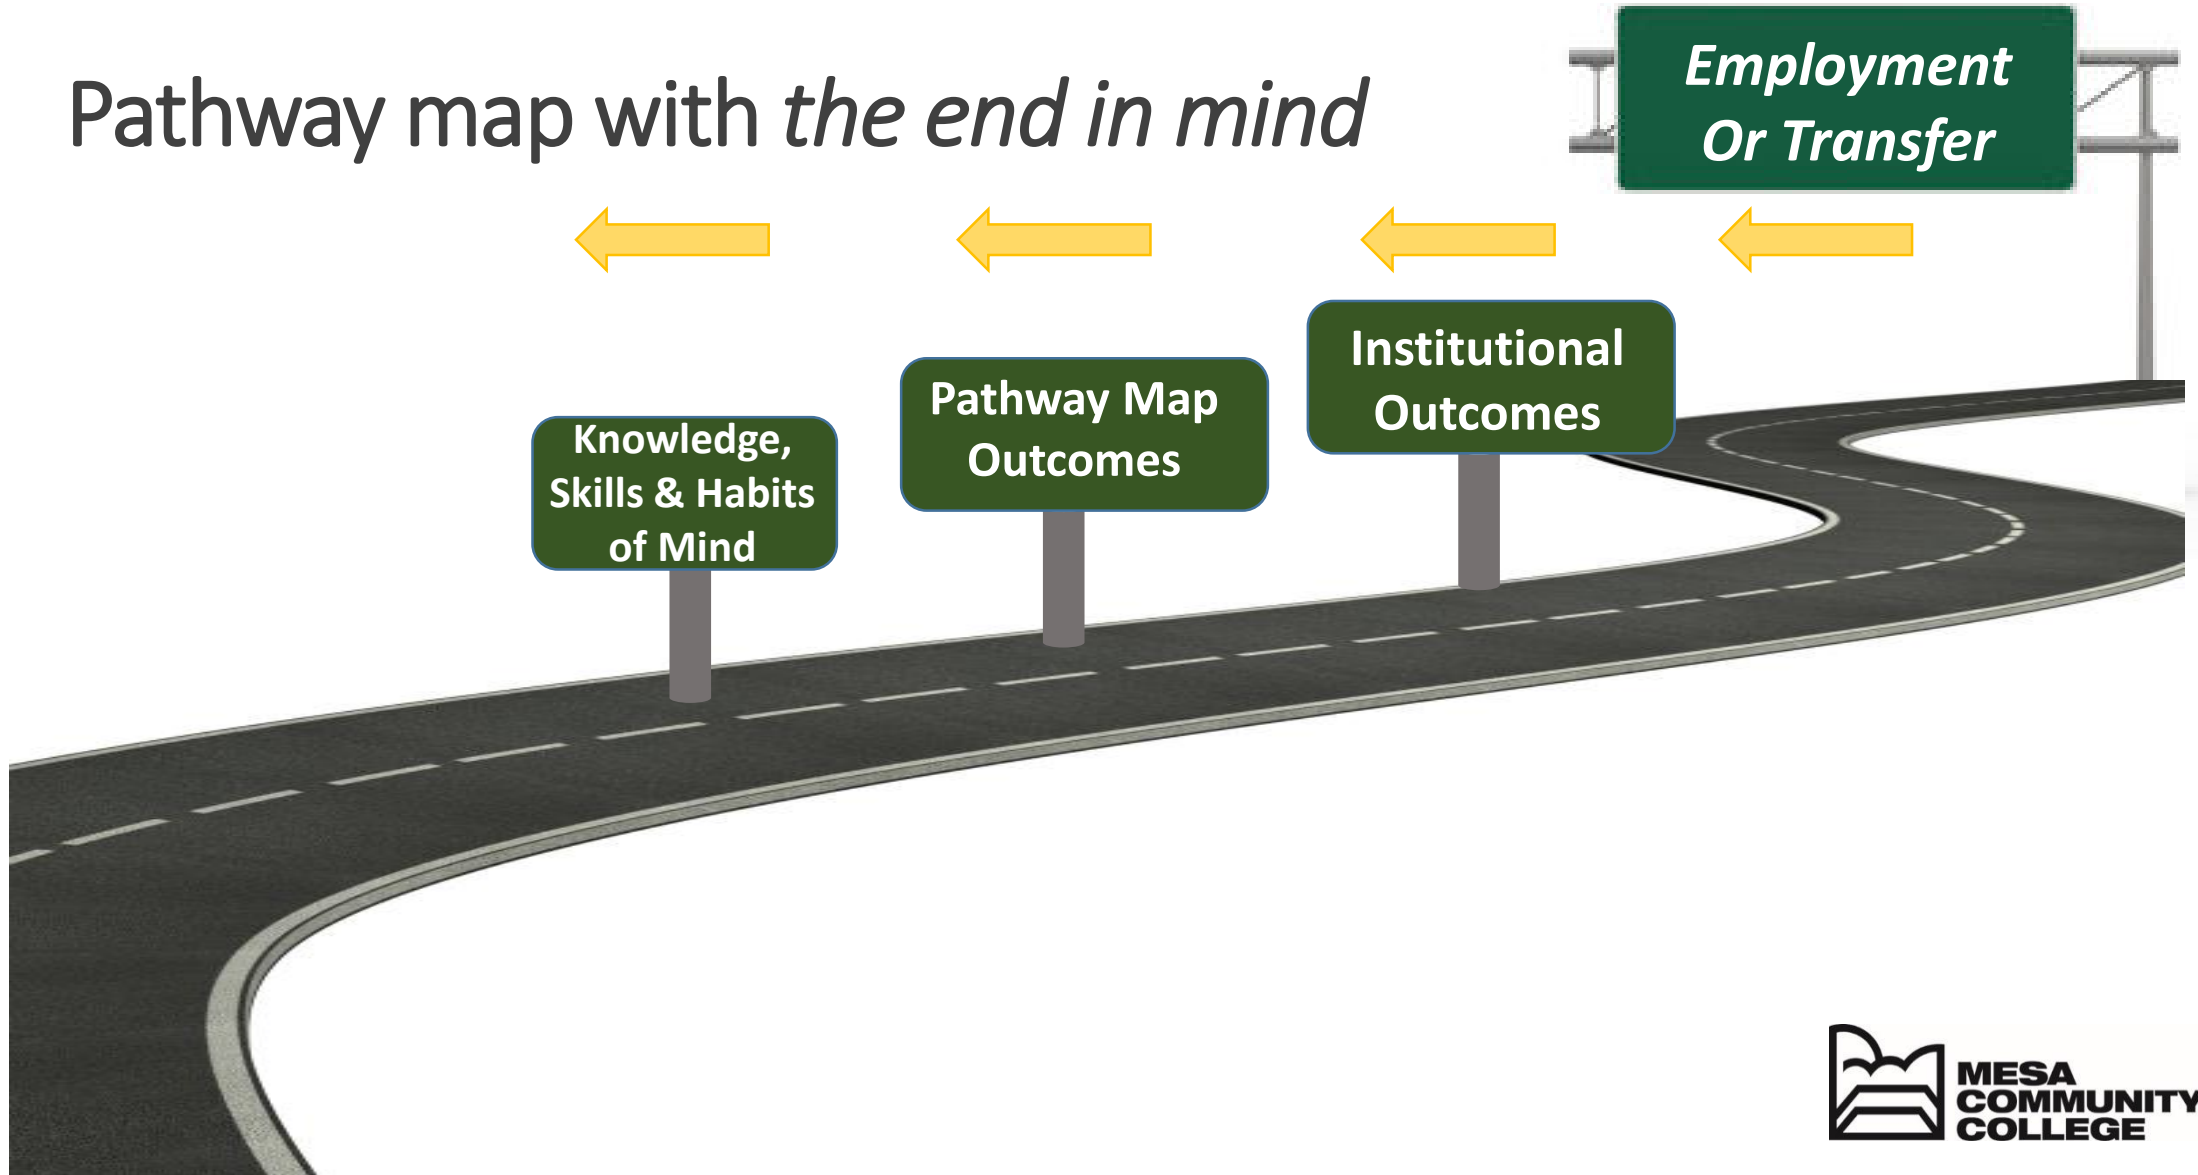 Pathway map with the end in mind
Employment
Or Transfer
Institutional
Outcomes
Pathway Map
Outcomes
Knowledge,
Skills & Habits
of Mind
MESA
COMMUNITY
COLLEGE